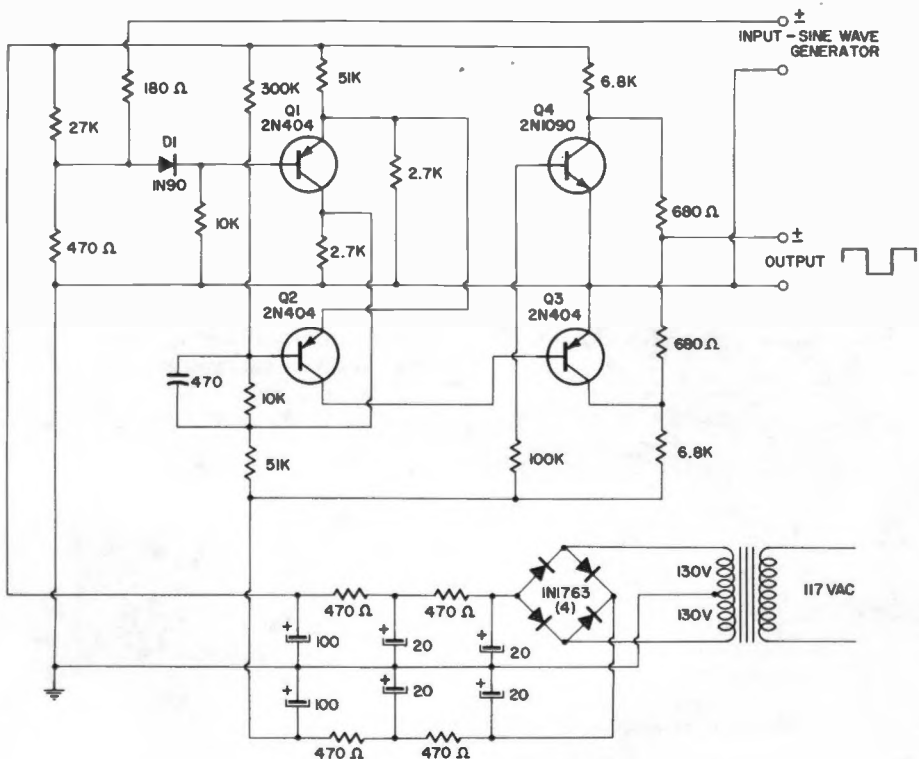 ±
INPUT - SINE WAVE
GENERATOR
180 Ω
300K
51K
6.8K
Q1
2N404
Q4
2N1090
27K
D1
1N90
2.7K
10K
680 Ω
470 Ω
2.7K
±
OUTPUT
Q2
2N404
Q3
2N404
680 Ω
470
10K
51K
100K
6.8K
130V
130V
117 VAC
1N1763
(4)
470 Ω
470 Ω
+
100
+
20
+
20
+
100
+
20
+
20
470 Ω
470 Ω